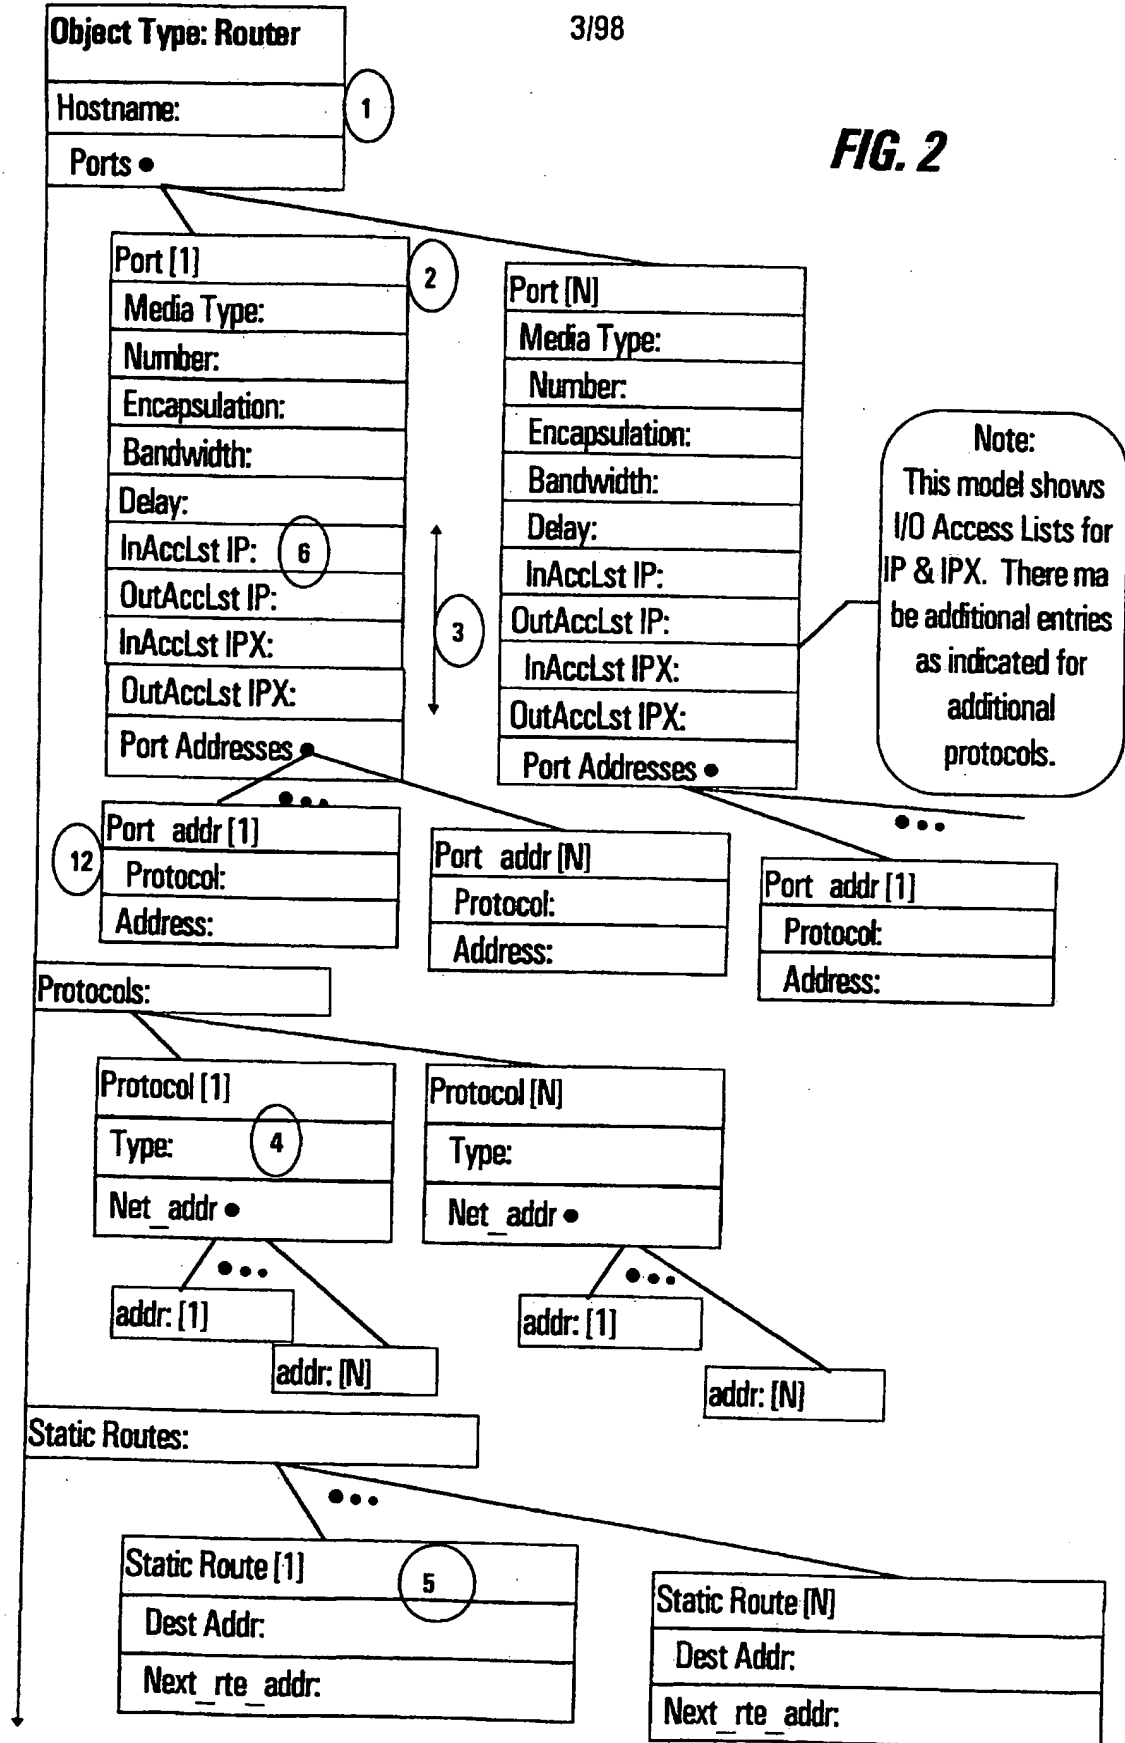 3/98
Object Type: Router
Hostname:
1
Ports •
FIG. 2
Port [1]
2
Media Type:
Number:
Encapsulation:
Bandwidth:
Delay:
InAccLst IP:
6
OutAccLst IP:
InAccLst IPX:
OutAccLst IPX:
Port Addresses •
3
Port [N]
Media Type:
Number:
Encapsulation:
Bandwidth:
Delay:
InAccLst IP:
OutAccLst IP:
InAccLst IPX:
OutAccLst IPX:
Port Addresses •
Note:
This model shows
I/O Access Lists for
IP & IPX. There ma
be additional entries
as indicated for
additional
protocols.
12
Port_addr [1]
Protocol:
Address:
Port_addr [N]
Protocol:
Address:
Port_addr [1]
Protocol:
Address:
Protocols:
Protocol [1]
Type:
4
Net_addr •
addr: [1]
addr: [N]
Protocol [N]
Type:
Net_addr •
addr: [1]
addr: [N]
Static Routes:
Static Route [1]
5
Dest Addr:
Next_rte_addr:
Static Route [N]
Dest Addr:
Next_rte_addr: